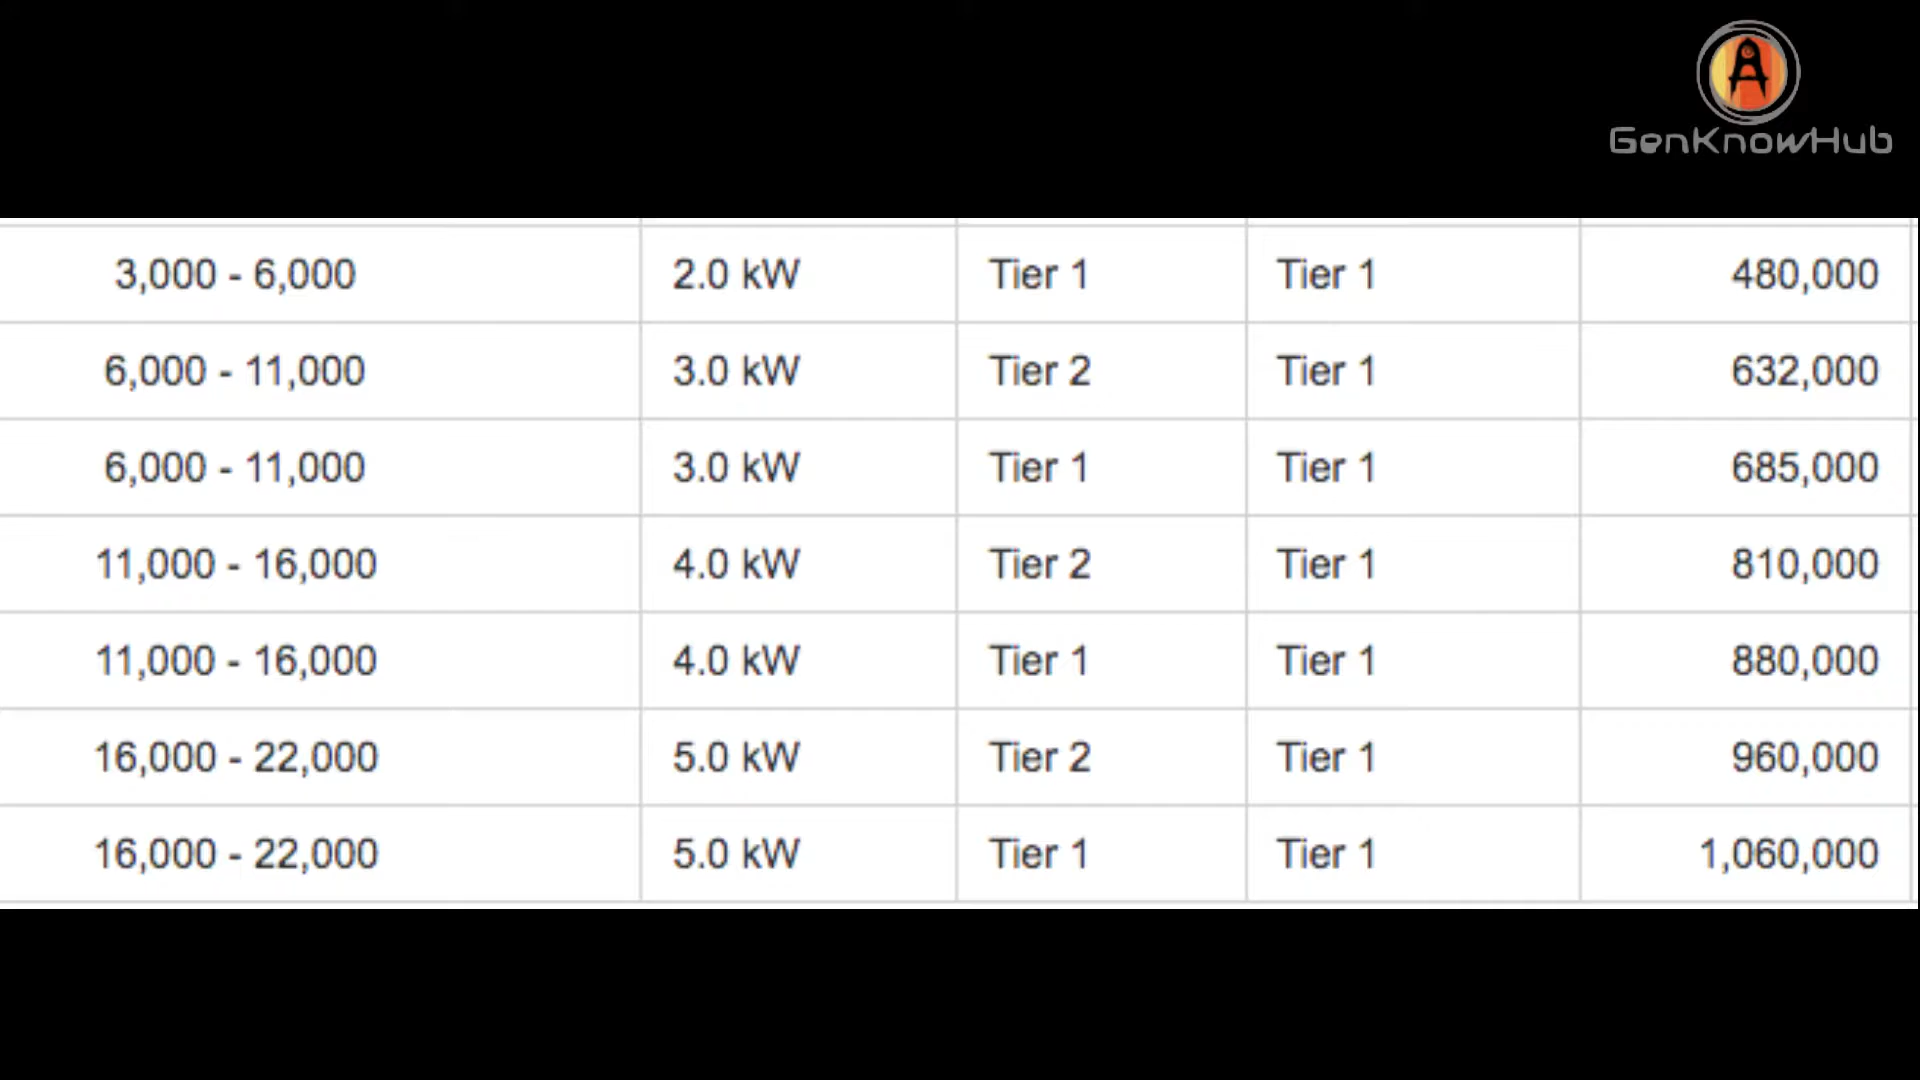 GenKnowHub
3,000 - 6,000 2.0 kW Tier 1 Tier 1 480,000
6,000 - 11,000 3.0 kW Tier 2 Tier 1 632,000
6,000 - 11,000 3.0 kW Tier 1 Tier 1 685,000
11,000 - 16,000 4.0 kW Tier 2 Tier 1 810,000
11,000 - 16,000 4.0 kW Tier 1 Tier 1 880,000
16,000 - 22,000 5.0 kW Tier 2 Tier 1 960,000
16,000 - 22,000 5.0 kW Tier 1 Tier 1 1,060,000